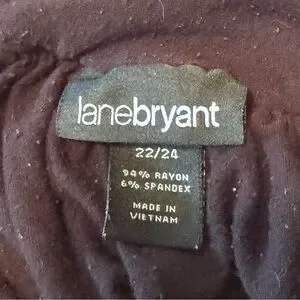 lanebryant
22/24
94% RAYON
6% SPANDEX
MADE IN
VIETNAM